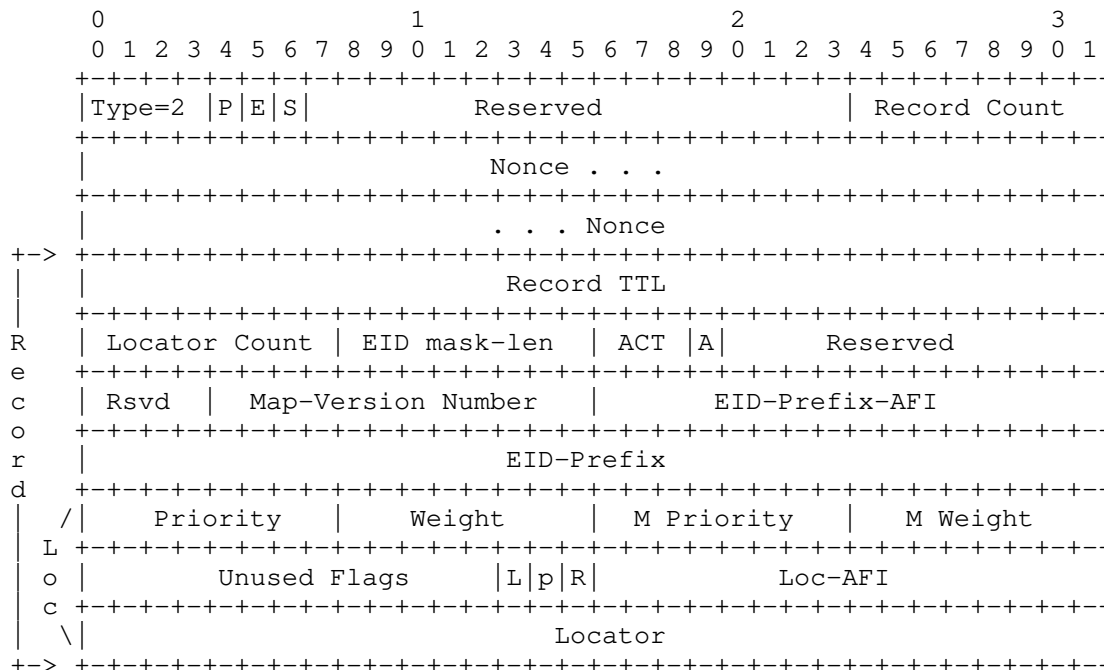 0                   1                   2                   3
0 1 2 3 4 5 6 7 8 9 0 1 2 3 4 5 6 7 8 9 0 1 2 3 4 5 6 7 8 9 0 1
+-+-+-+-+-+-+-+-+-+-+-+-+-+-+-+-+-+-+-+-+-+-+-+-+-+-+-+-+-+-+-+-
|Type=2 |P|E|S|          Reserved               | Record Count
+-+-+-+-+-+-+-+-+-+-+-+-+-+-+-+-+-+-+-+-+-+-+-+-+-+-+-+-+-+-+-+-
|                         Nonce . . .
+-+-+-+-+-+-+-+-+-+-+-+-+-+-+-+-+-+-+-+-+-+-+-+-+-+-+-+-+-+-+-+-
|                         . . . Nonce
+-> +-+-+-+-+-+-+-+-+-+-+-+-+-+-+-+-+-+-+-+-+-+-+-+-+-+-+-+-+-+-+-+-
|   |                          Record TTL
|   +-+-+-+-+-+-+-+-+-+-+-+-+-+-+-+-+-+-+-+-+-+-+-+-+-+-+-+-+-+-+-+-
R   | Locator Count | EID mask-len  | ACT |A|      Reserved
e   +-+-+-+-+-+-+-+-+-+-+-+-+-+-+-+-+-+-+-+-+-+-+-+-+-+-+-+-+-+-+-+-
c   | Rsvd  |  Map-Version Number   |       EID-Prefix-AFI
o   +-+-+-+-+-+-+-+-+-+-+-+-+-+-+-+-+-+-+-+-+-+-+-+-+-+-+-+-+-+-+-+-
r   |                          EID-Prefix
d   +-+-+-+-+-+-+-+-+-+-+-+-+-+-+-+-+-+-+-+-+-+-+-+-+-+-+-+-+-+-+-+-
|  /|    Priority   |    Weight     |  M Priority   |   M Weight
| L +-+-+-+-+-+-+-+-+-+-+-+-+-+-+-+-+-+-+-+-+-+-+-+-+-+-+-+-+-+-+-+-
| o |        Unused Flags     |L|p|R|           Loc-AFI
| c +-+-+-+-+-+-+-+-+-+-+-+-+-+-+-+-+-+-+-+-+-+-+-+-+-+-+-+-+-+-+-+-
|  \|                             Locator
+-> +-+-+-+-+-+-+-+-+-+-+-+-+-+-+-+-+-+-+-+-+-+-+-+-+-+-+-+-+-+-+-+-